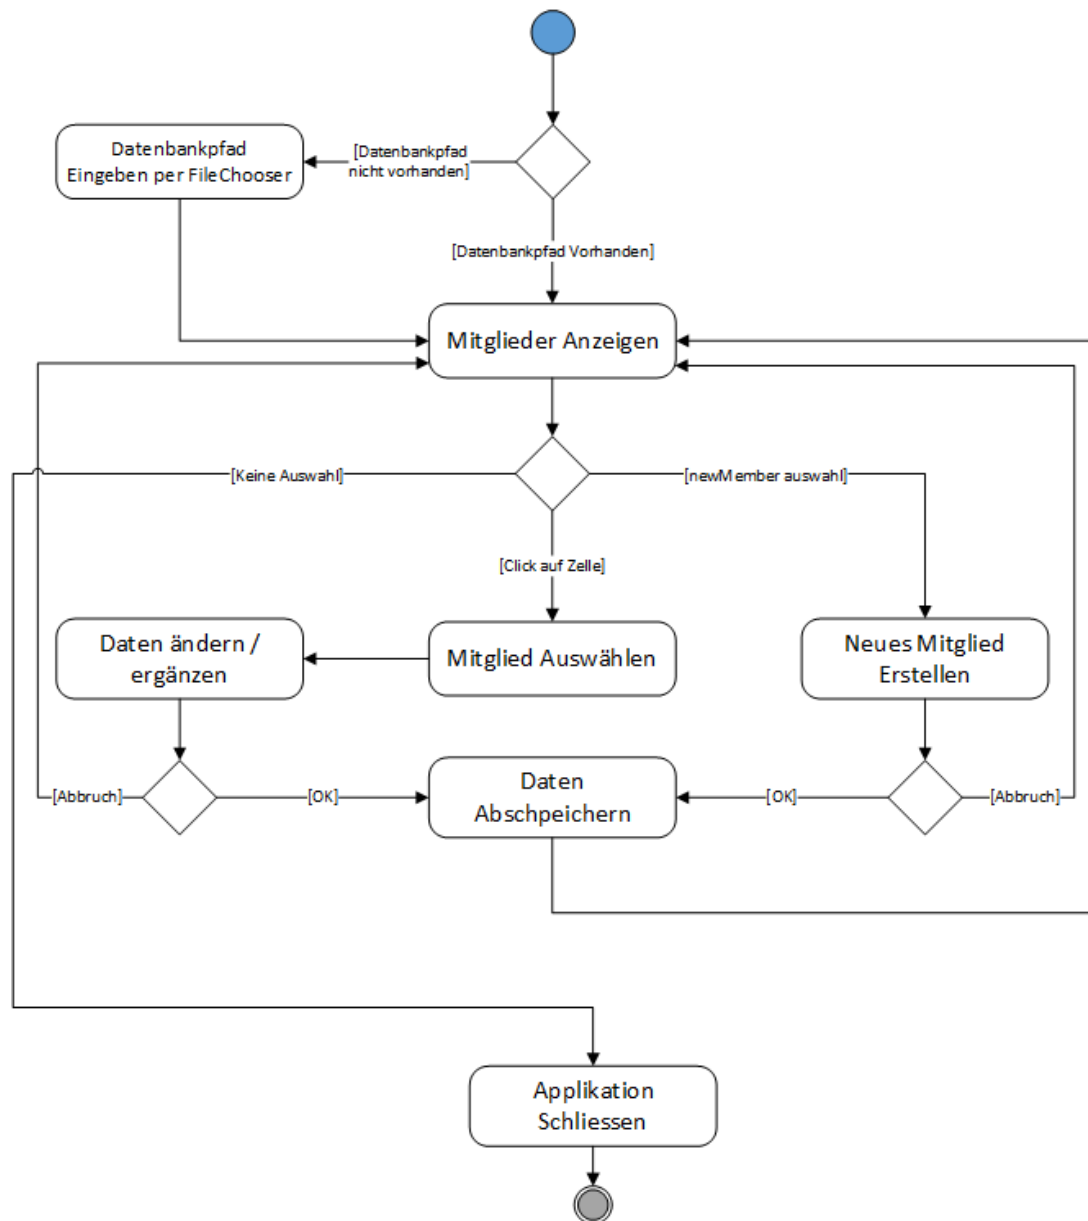 Datenbankpfad
Eingeben per FileChooser
[Datenbankpfad
nicht vorhanden]
[Datenbankpfad Vorhanden]
Mitglieder Anzeigen
[Keine Auswahl]
[newMember auswahl]
[Click auf Zelle]
Daten ändern /
ergänzen
Mitglied Auswählen
Neues Mitglied
Erstellen
[Abbruch]
[OK]
Daten
Abschpeichern
[OK]
[Abbruch]
Applikation
Schliessen